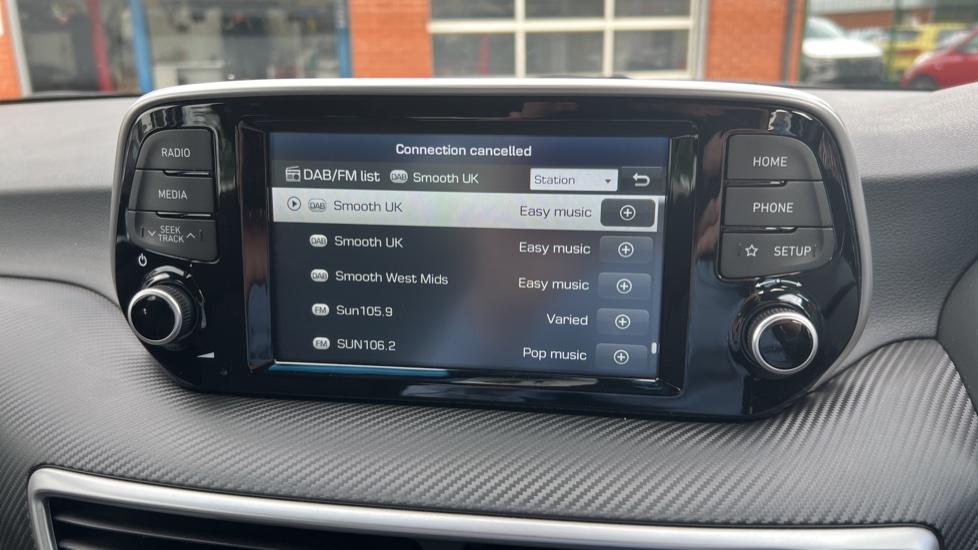 RADIO
MEDIA
SEEK
TRACK
Connection cancelled
DAB/FM list DAB Smooth UK Station
DAB Smooth UK Easy music
DAB Smooth UK Easy music
DAB Smooth West Mids Easy music
FM Sun105.9 Varied
FM SUN106.2 Pop music
HOME
PHONE
SETUP